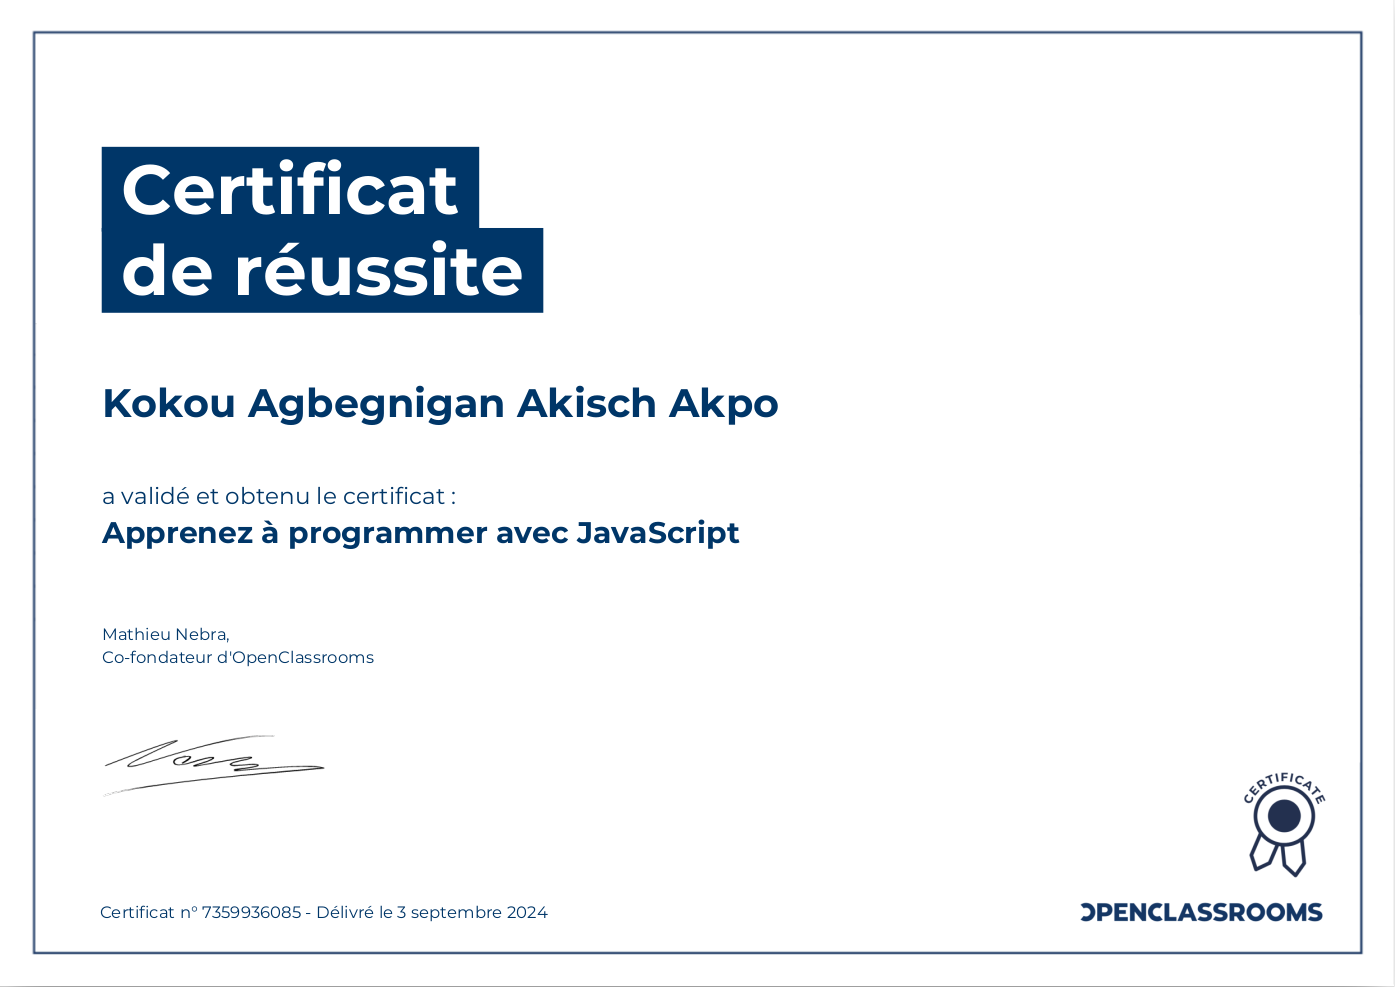 Certificat
de réussite
Kokou Agbegnigan Akisch Akpo
a validé et obtenu le certificat :
Apprenez à programmer avec JavaScript
Mathieu Nebra,
Co-fondateur d'OpenClassrooms
CERTIFICATE
Certificat n° 7359936085 - Délivré le 3 septembre 2024
OPENCLASSROOMS